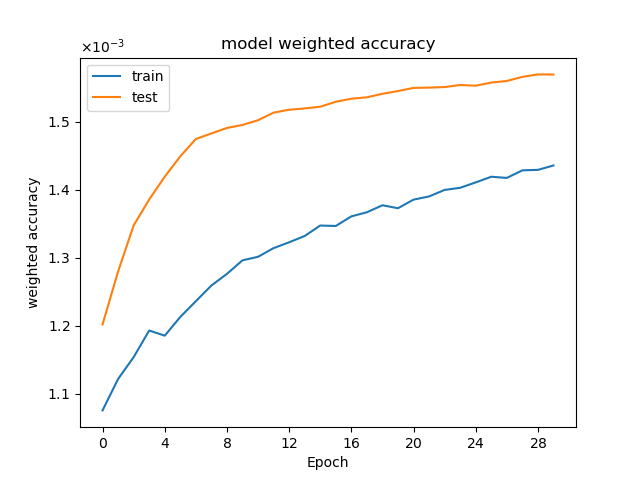 ×10⁻³
model weighted accuracy
train
test
1.5
1.4
1.3
1.2
1.1
weighted accuracy
0 4 8 12 16 20 24 28
Epoch